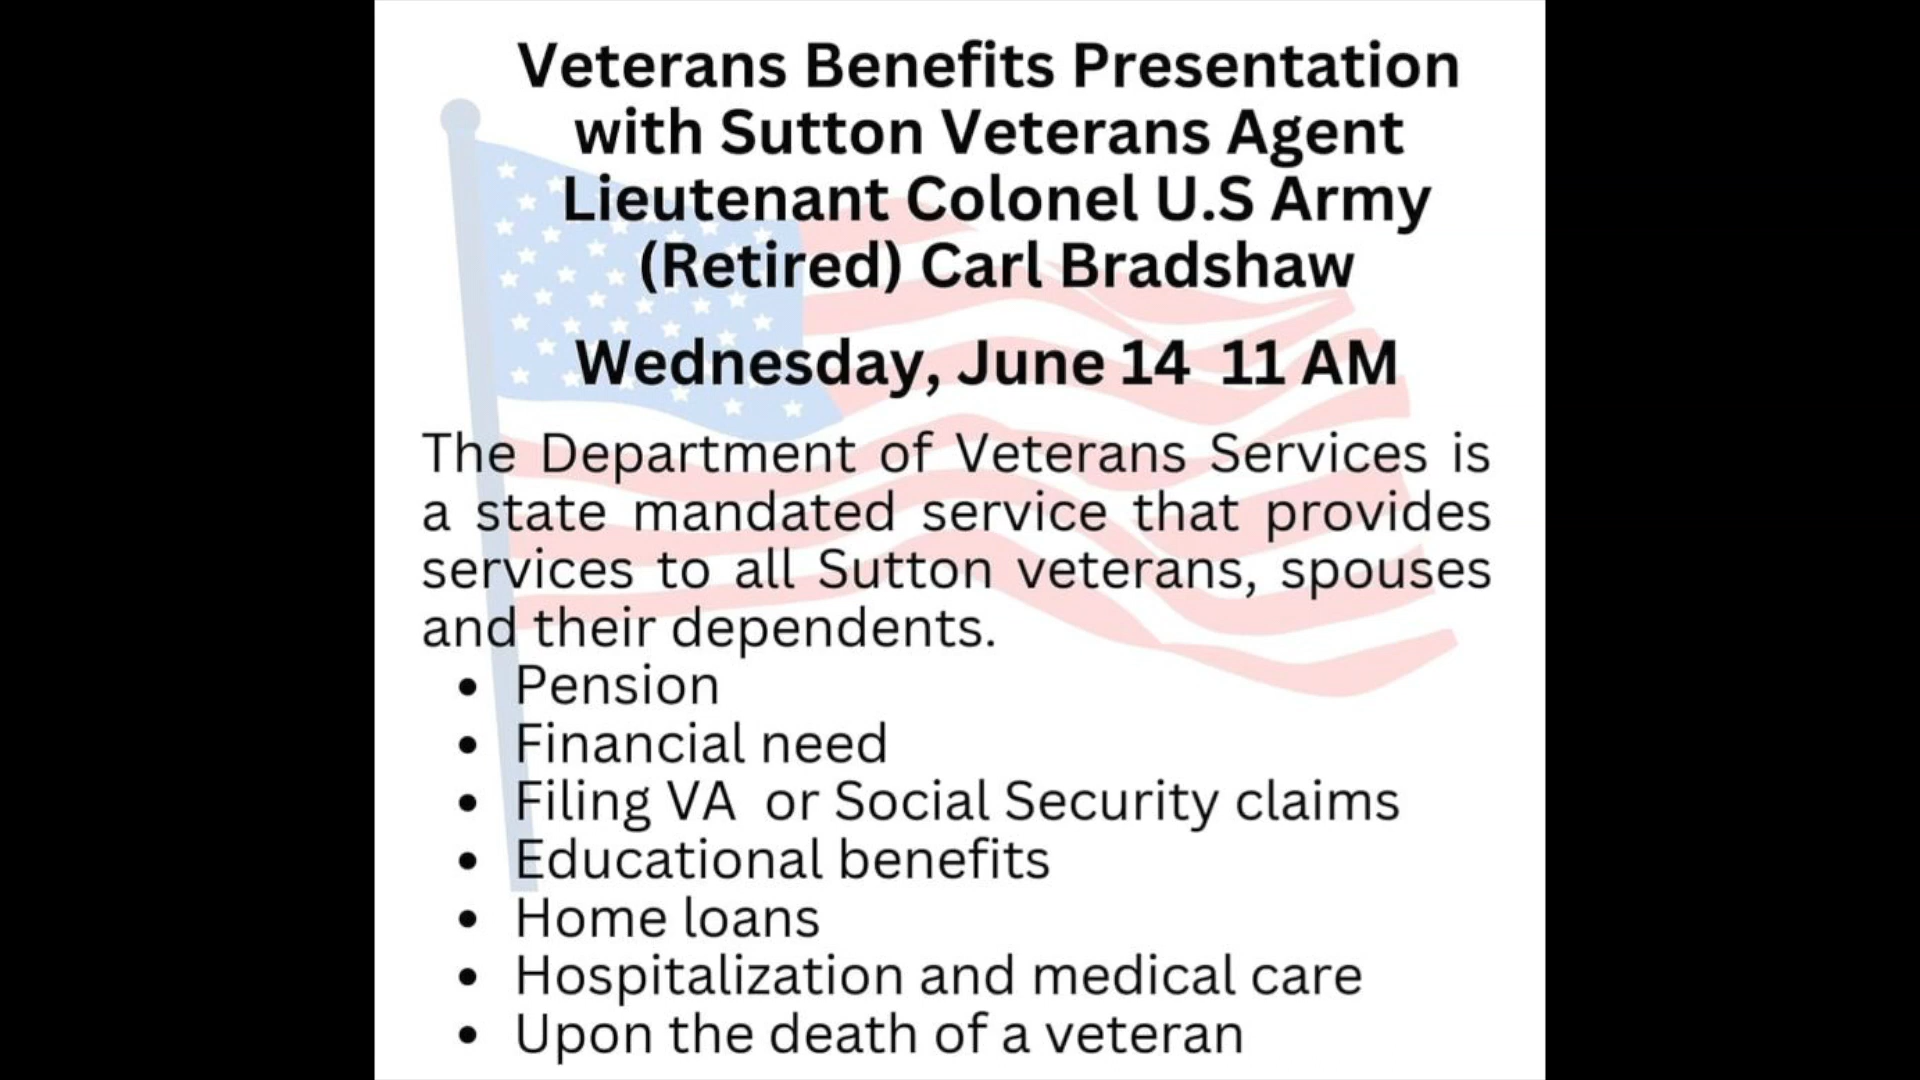 Veterans Benefits Presentation
with Sutton Veterans Agent
Lieutenant Colonel U.S Army
(Retired) Carl Bradshaw
Wednesday, June 14 11 AM
The Department of Veterans Services is
a state mandated service that provides
services to all Sutton veterans, spouses
and their dependents.
• Pension
• Financial need
• Filing VA or Social Security claims
• Educational benefits
• Home loans
• Hospitalization and medical care
• Upon the death of a veteran